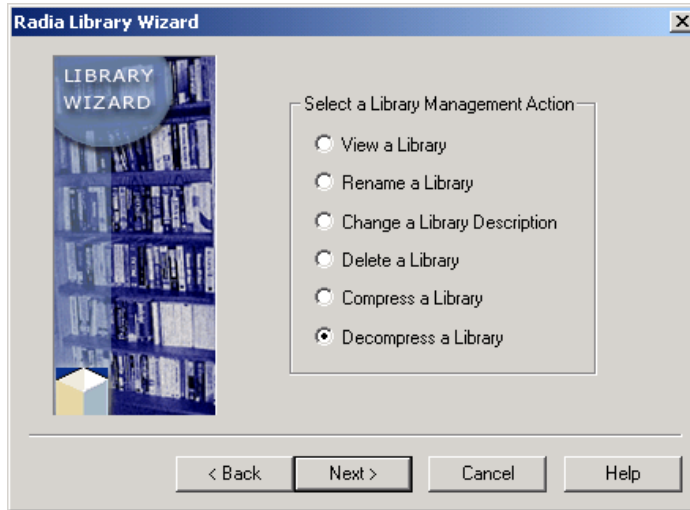 Radia Library Wizard
LIBRARY
WIZARD
Select a Library Management Action
View a Library
Rename a Library
Change a Library Description
Delete a Library
Compress a Library
Decompress a Library
< Back
Next >
Cancel
Help